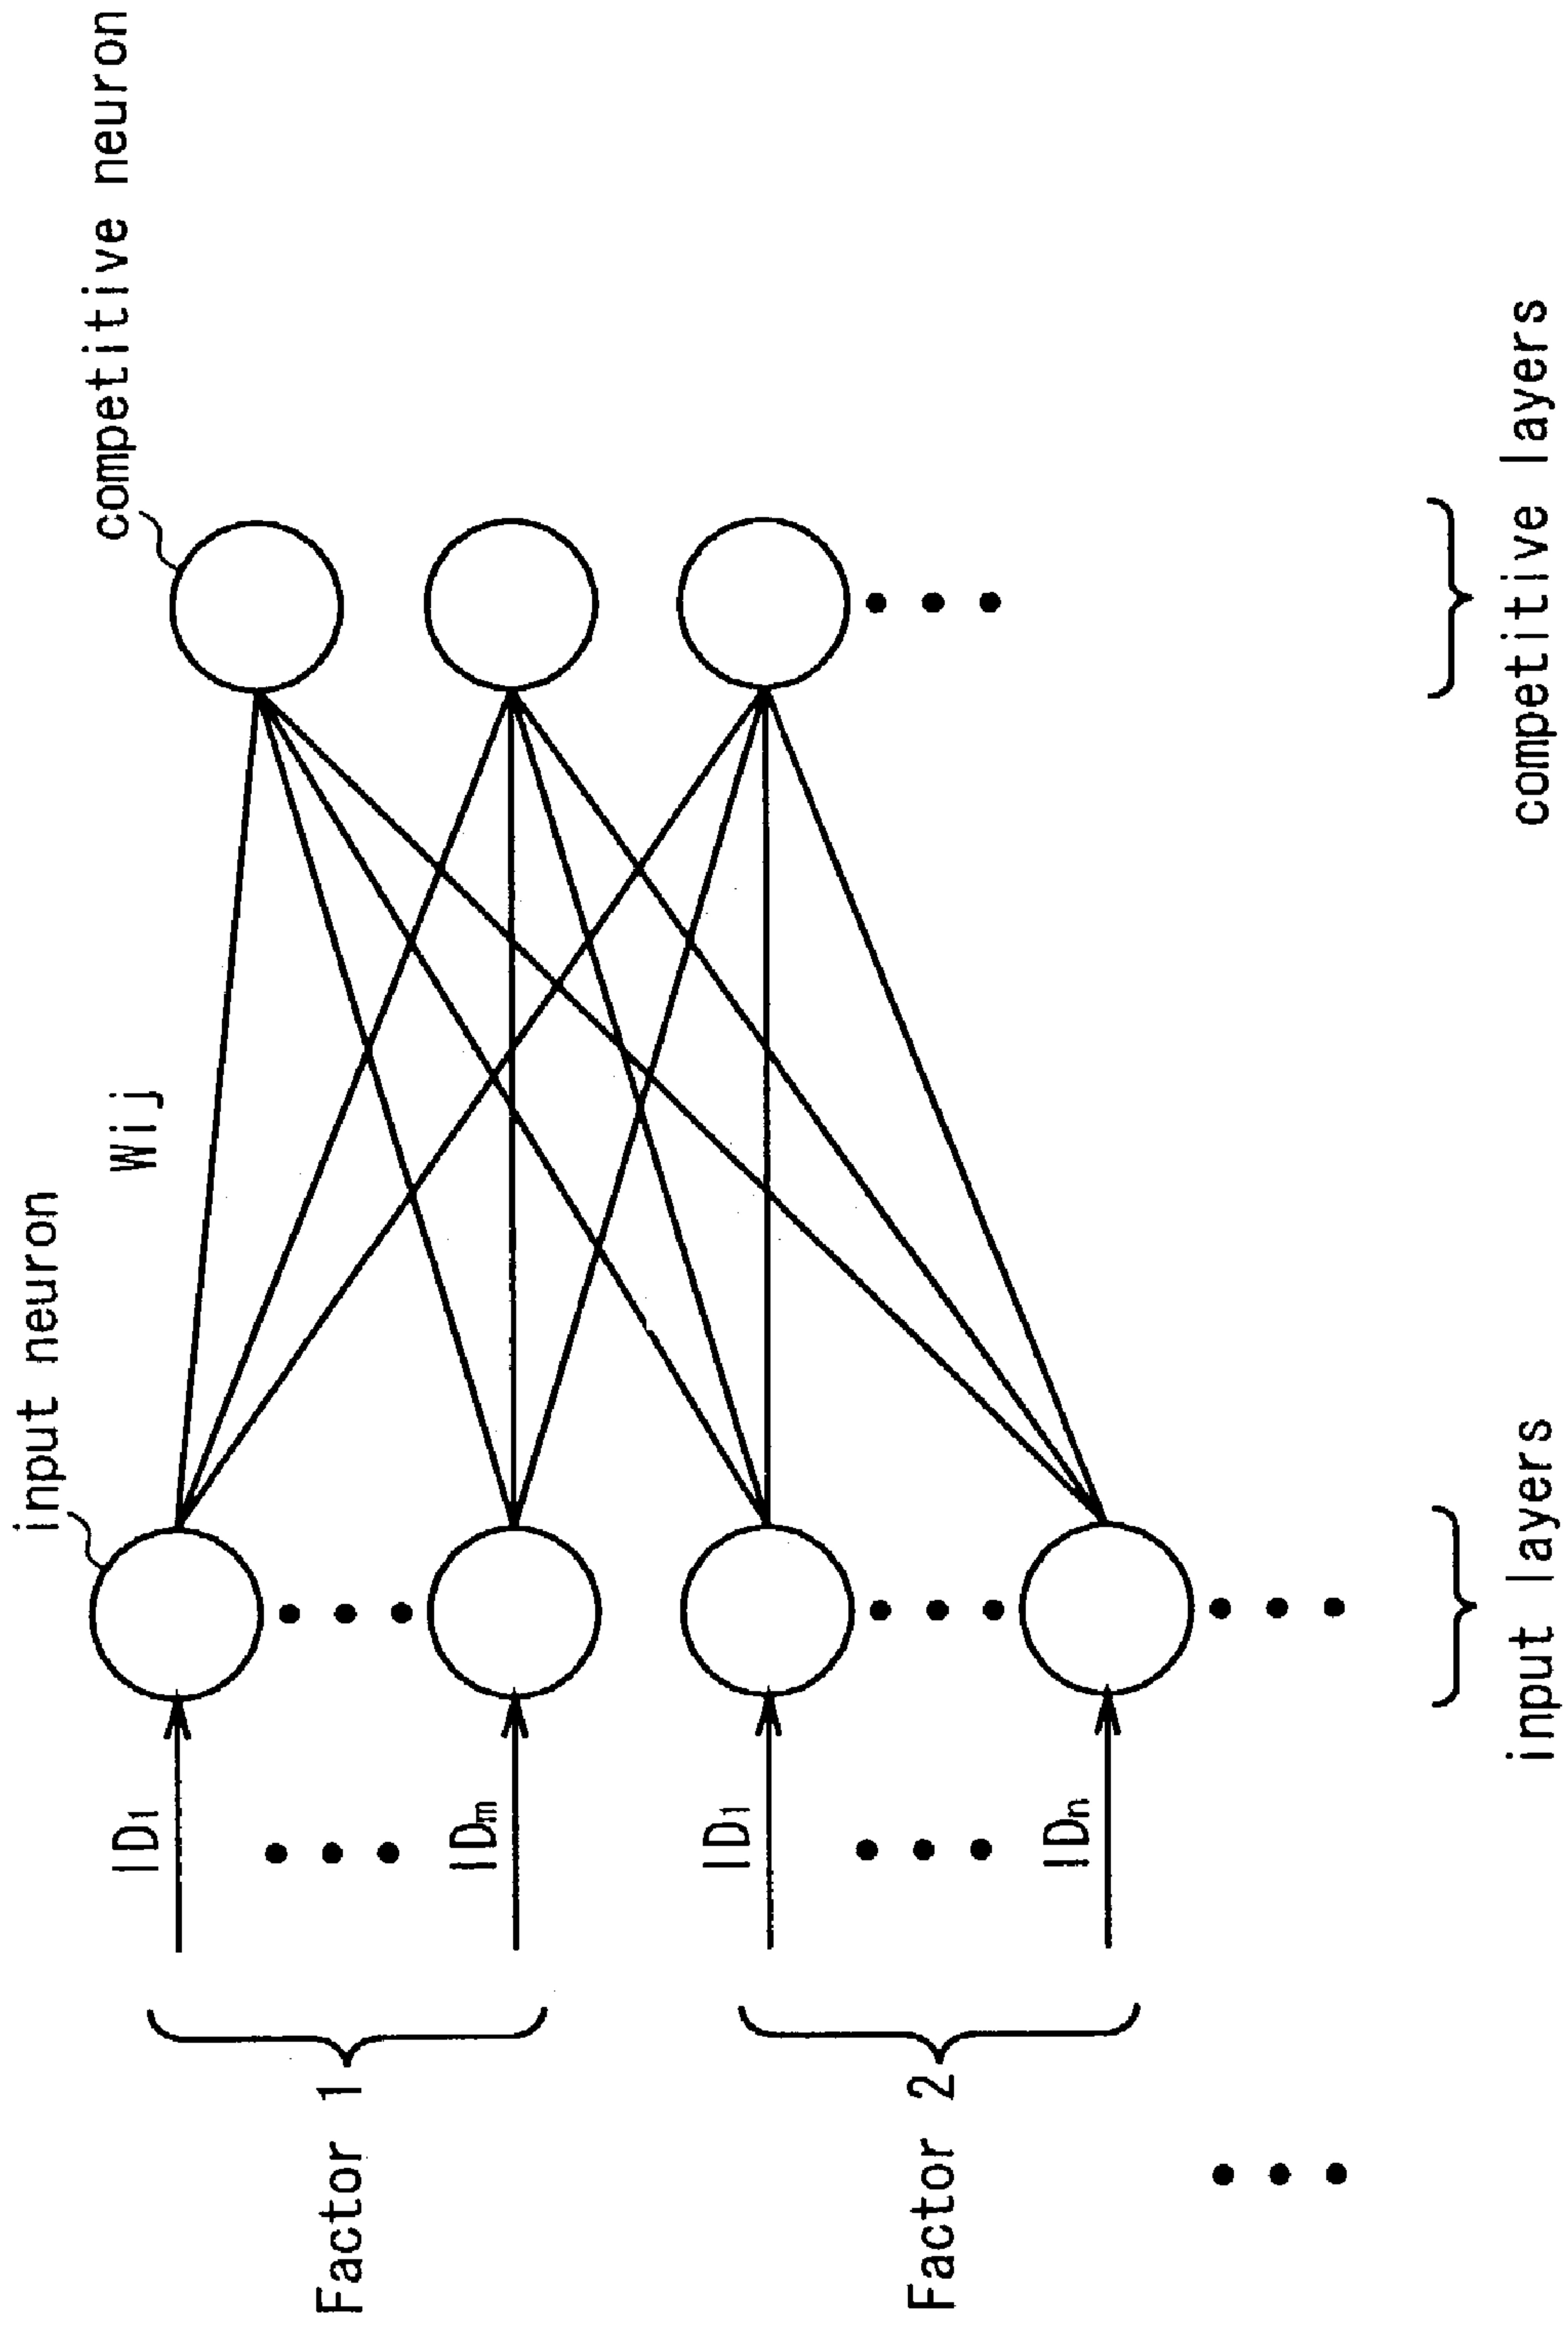 input neuron
competitive neuron
Wij
Factor 1
ID1
IDm
Factor 2
ID1
IDn
input layers
competitive layers